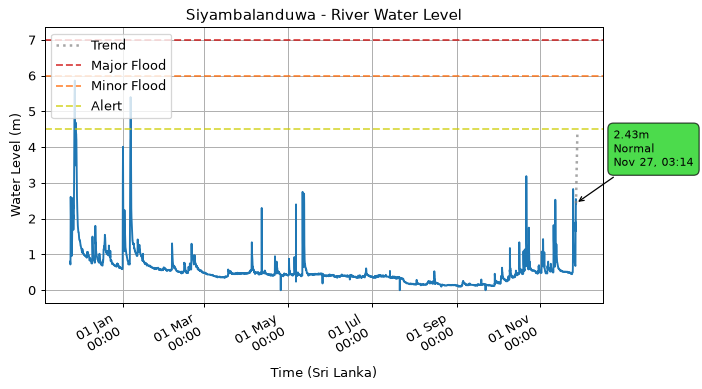 Siyambalanduwa - River Water Level
Trend
Major Flood
Minor Flood
Alert
7
6
5
4
3
2
1
0
Water Level (m)
2.43m
Normal
Nov 27, 03:14
01 Jan
00:00
01 Mar
00:00
01 May
00:00
01 Jul
00:00
01 Sep
00:00
01 Nov
00:00
Time (Sri Lanka)